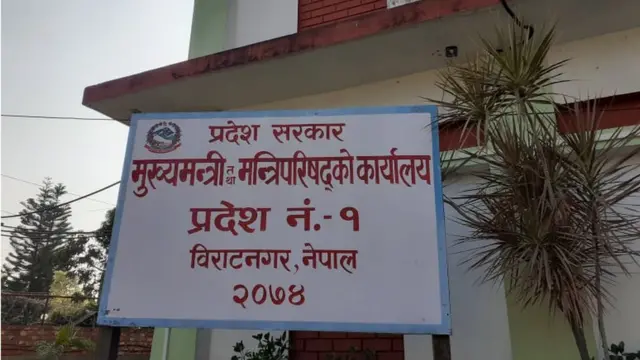 प्रदेश सरकार
मुख्यमन्त्री तथा मन्त्रिपरिषद्को कार्यालय
प्रदेश नं.- १
विराटनगर, नेपाल
२०७४